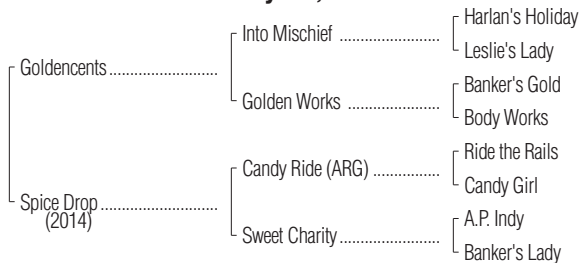 Harlan's Holiday
Into Mischief ....................
Leslie's Lady
Goldencents ......................
Banker's Gold
Golden Works ..................
Body Works
Ride the Rails
Candy Ride (ARG) ..............
Candy Girl
Spice Drop ........................
(2014)
A.P. Indy
Sweet Charity ....................
Banker's Lady